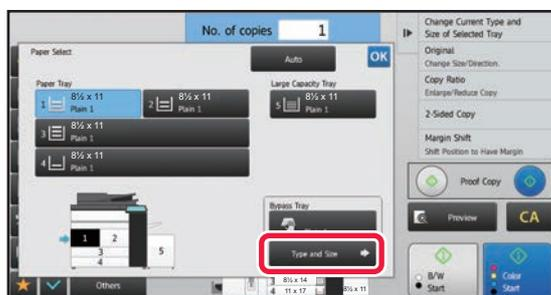 No. of copies 1
Paper Select
Auto
OK
Paper Tray
1 8½ x 11
Plain 1
2 8½ x 11
Plain 1
3 8½ x 11
Plain 1
4 8½ x 11
Plain 1
Large Capacity Tray
5 8½ x 11
Plain 1
Bypass Tray
Type and Size
1
2
3
4
5
Others
3 8½ x 14
4 11 x 17
8½ x 11
Change Current Type and
Size of Selected Tray
Original
Change Size/Direction.
Copy Ratio
Enlarge/Reduce Copy
2-Sided Copy
Margin Shift
Shift Position to Have Margin
Proof Copy
Preview
CA
B/W
Start
Color
Start